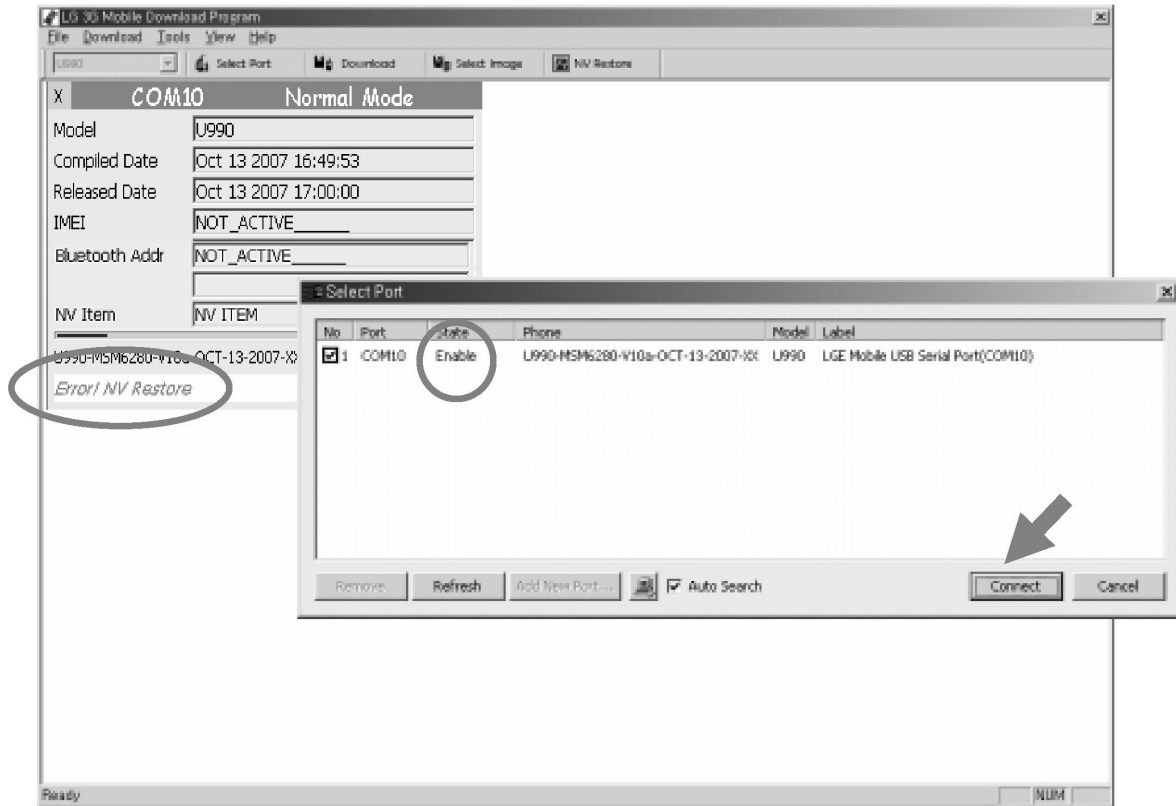 LG 3G Mobile Download Program
File Download Tools View Help
U990 Select Port Download Select Image NV Restore
X COM10 Normal Mode
Model U990
Compiled Date Oct 13 2007 16:49:53
Released Date Oct 13 2007 17:00:00
IMEI NOT_ACTIVE______
Bluetooth Addr NOT_ACTIVE______
NV Item NV ITEM
U990-MSM6280-V10a-OCT-13-2007-XX
Error! NV Restore
Select Port
No Port State Phone Model Label
1 COM10 Enable U990-MSM6280-V10a-OCT-13-2007-XX U990 LGE Mobile USB Serial Port(COM10)
Remove Refresh Add New Port... Auto Search Connect Cancel
Ready NUM